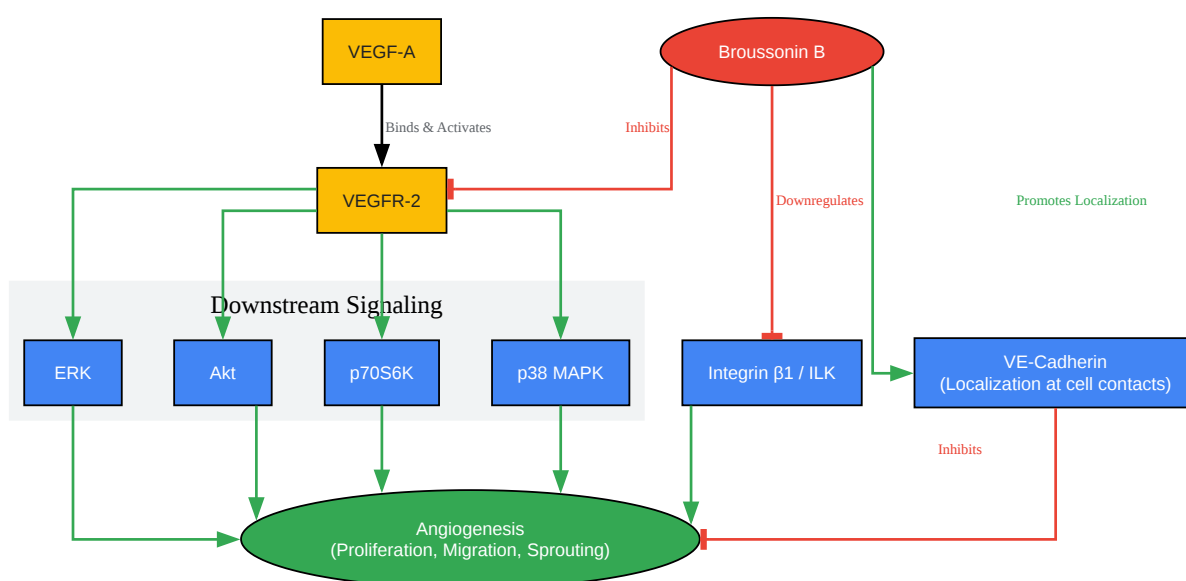 VEGF-A
Broussonin B
Binds & Activates
Inhibits
VEGFR-2
Downregulates
Promotes Localization
Downstream Signaling
ERK
Akt
p70S6K
p38 MAPK
Integrin β1 / ILK
VE-Cadherin
(Localization at cell contacts)
Inhibits
Angiogenesis
(Proliferation, Migration, Sprouting)